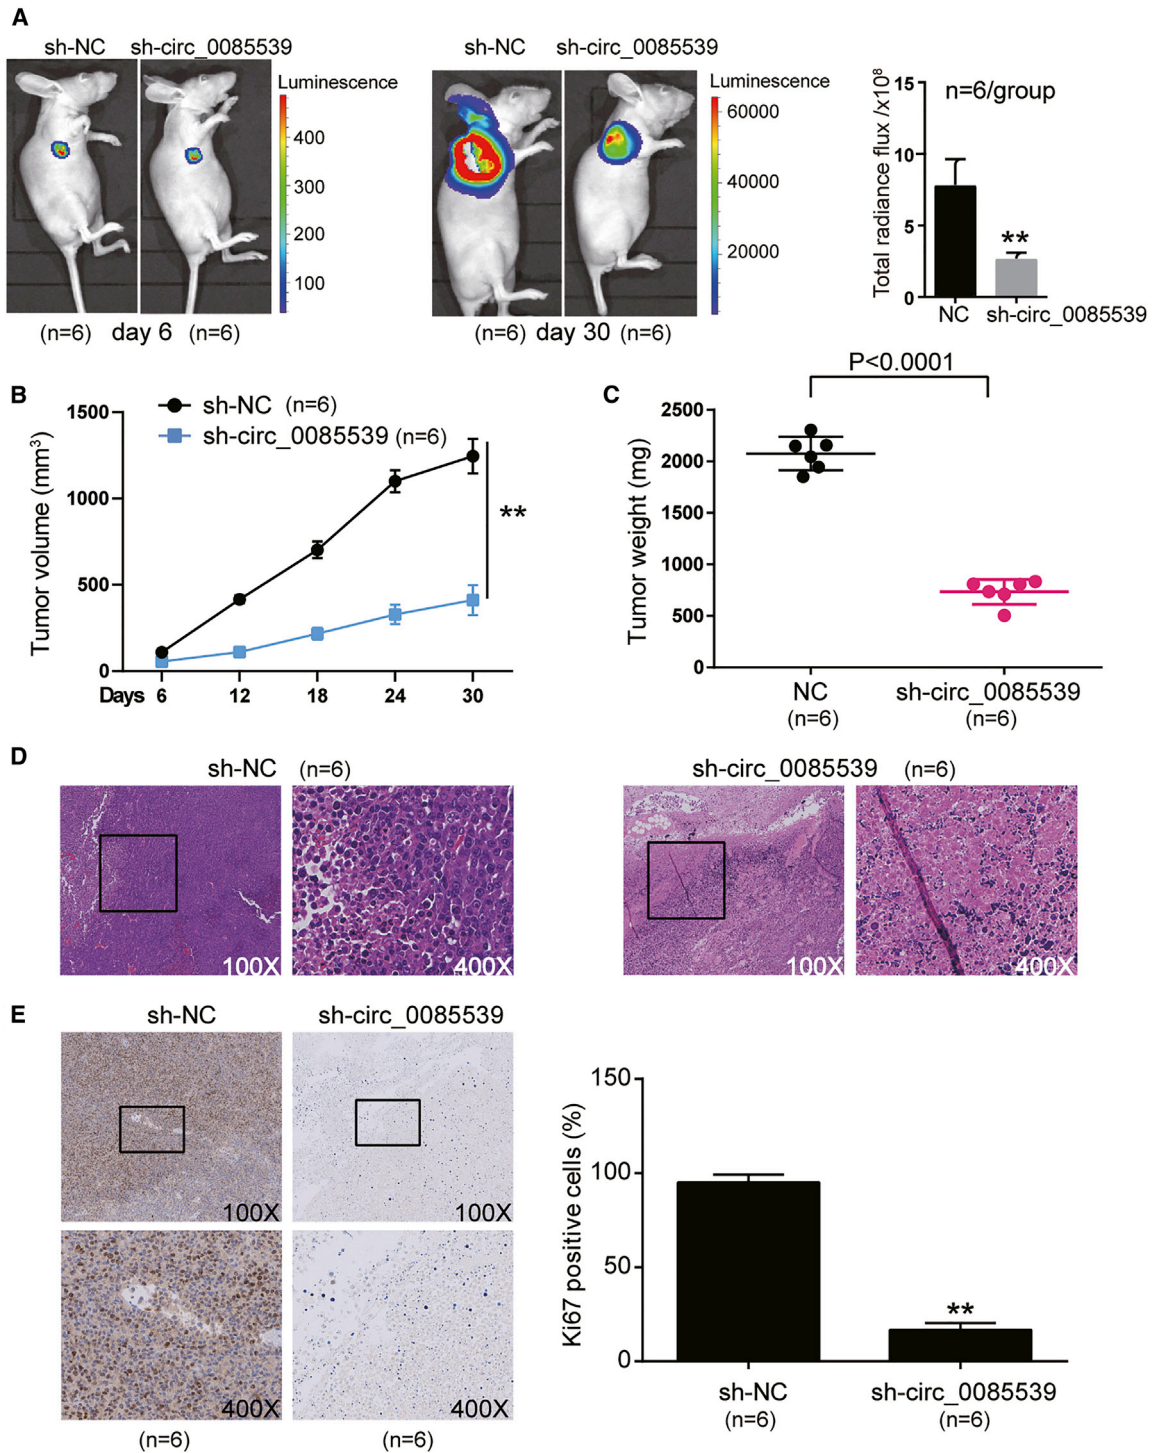 A
sh-NC sh-circ_0085539
Luminescence
400
300
200
100
(n=6) day 6 (n=6)
sh-NC sh-circ_0085539
Luminescence
60000
40000
20000
(n=6) day 30 (n=6)
Total radiance flux /x10⁸
15
10
5
0
n=6/group
**
NC sh-circ_0085539
B
sh-NC (n=6)
sh-circ_0085539 (n=6)
Tumor volume (mm³)
1500
1000
500
0
**
Days 6 12 18 24 30
C
P<0.0001
Tumor weight (mg)
2500
2000
1500
1000
500
0
NC sh-circ_0085539
(n=6) (n=6)
D
sh-NC (n=6)
100X 400X
sh-circ_0085539 (n=6)
100X 400X
E
sh-NC sh-circ_0085539
100X 100X
400X 400X
(n=6) (n=6)
Ki67 positive cells (%)
150
100
50
0
**
sh-NC sh-circ_0085539
(n=6) (n=6)